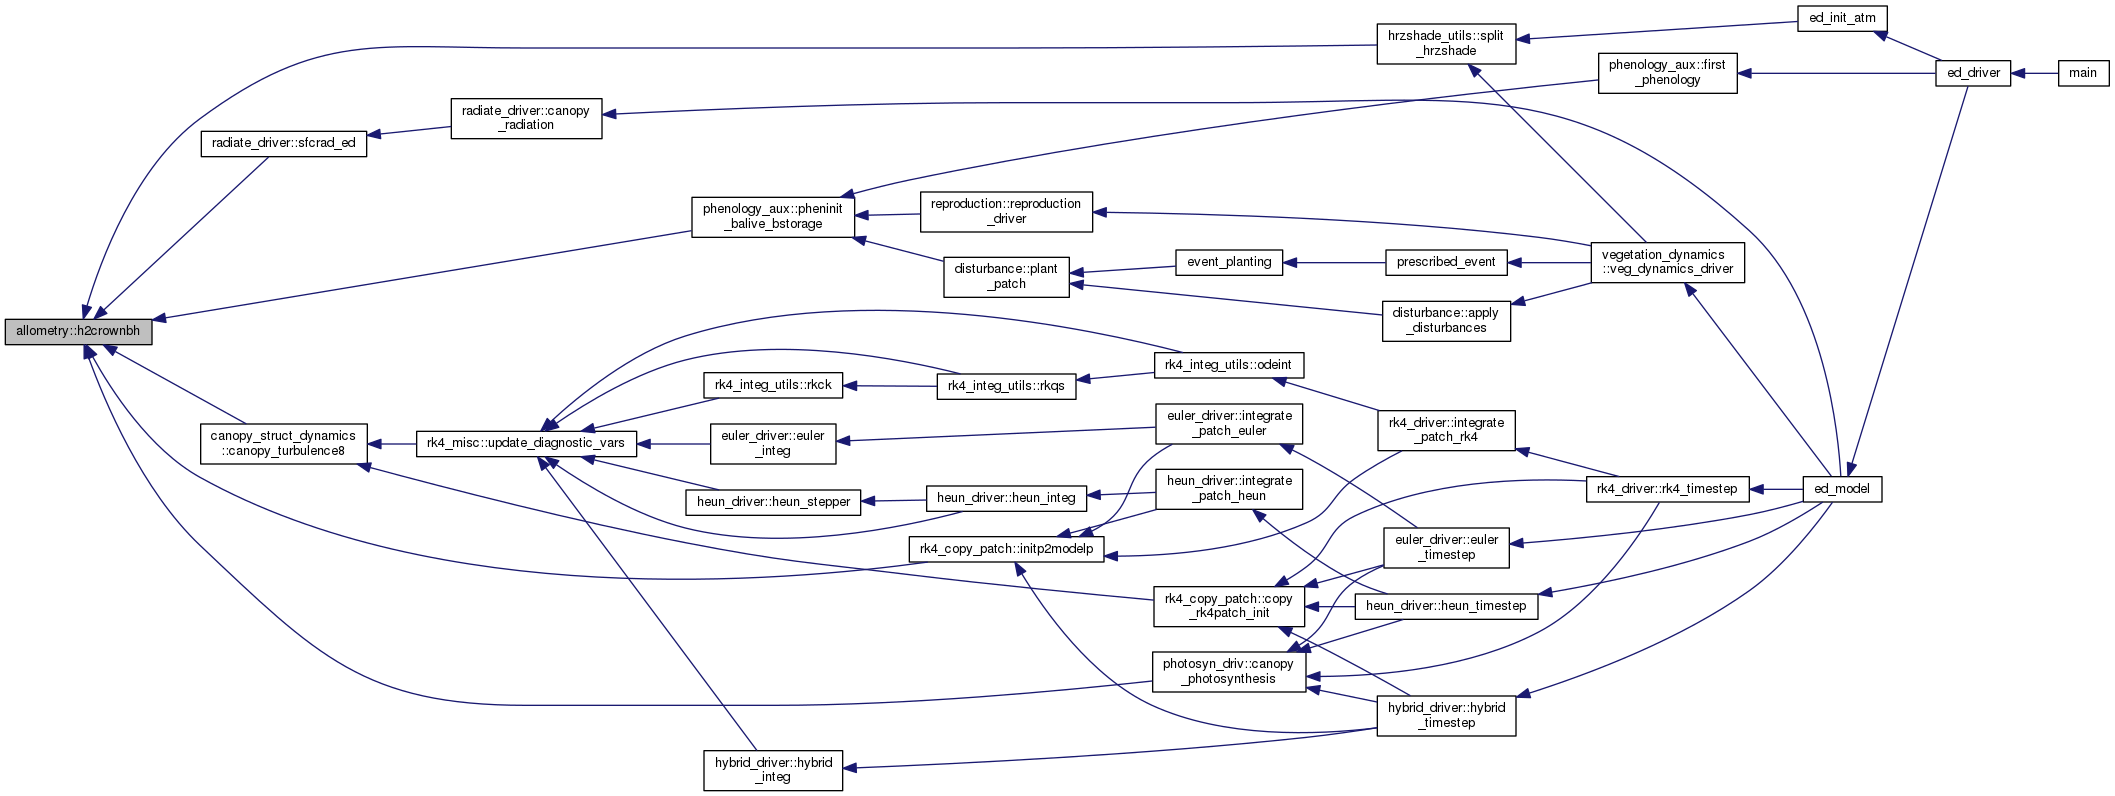 allometry::h2crownbh
radiate_driver::sfcrad_ed
canopy_struct_dynamics
::canopy_turbulence8
radiate_driver::canopy
_radiation
rk4_misc::update_diagnostic_vars
phenology_aux::pheninit
_balive_bstorage
rk4_integ_utils::rkck
euler_driver::euler
_integ
heun_driver::heun_stepper
hybrid_driver::hybrid
_integ
reproduction::reproduction
_driver
disturbance::plant
_patch
rk4_integ_utils::rkqs
heun_driver::heun_integ
rk4_copy_patch::initp2modelp
event_planting
rk4_integ_utils::odeint
euler_driver::integrate
_patch_euler
heun_driver::integrate
_patch_heun
rk4_copy_patch::copy
_rk4patch_init
photosyn_driv::canopy
_photosynthesis
hrzshade_utils::split
_hrzshade
prescribed_event
disturbance::apply
_disturbances
rk4_driver::integrate
_patch_rk4
euler_driver::euler
_timestep
heun_driver::heun_timestep
hybrid_driver::hybrid
_timestep
phenology_aux::first
_phenology
vegetation_dynamics
::veg_dynamics_driver
rk4_driver::rk4_timestep
ed_init_atm
ed_model
ed_driver
main